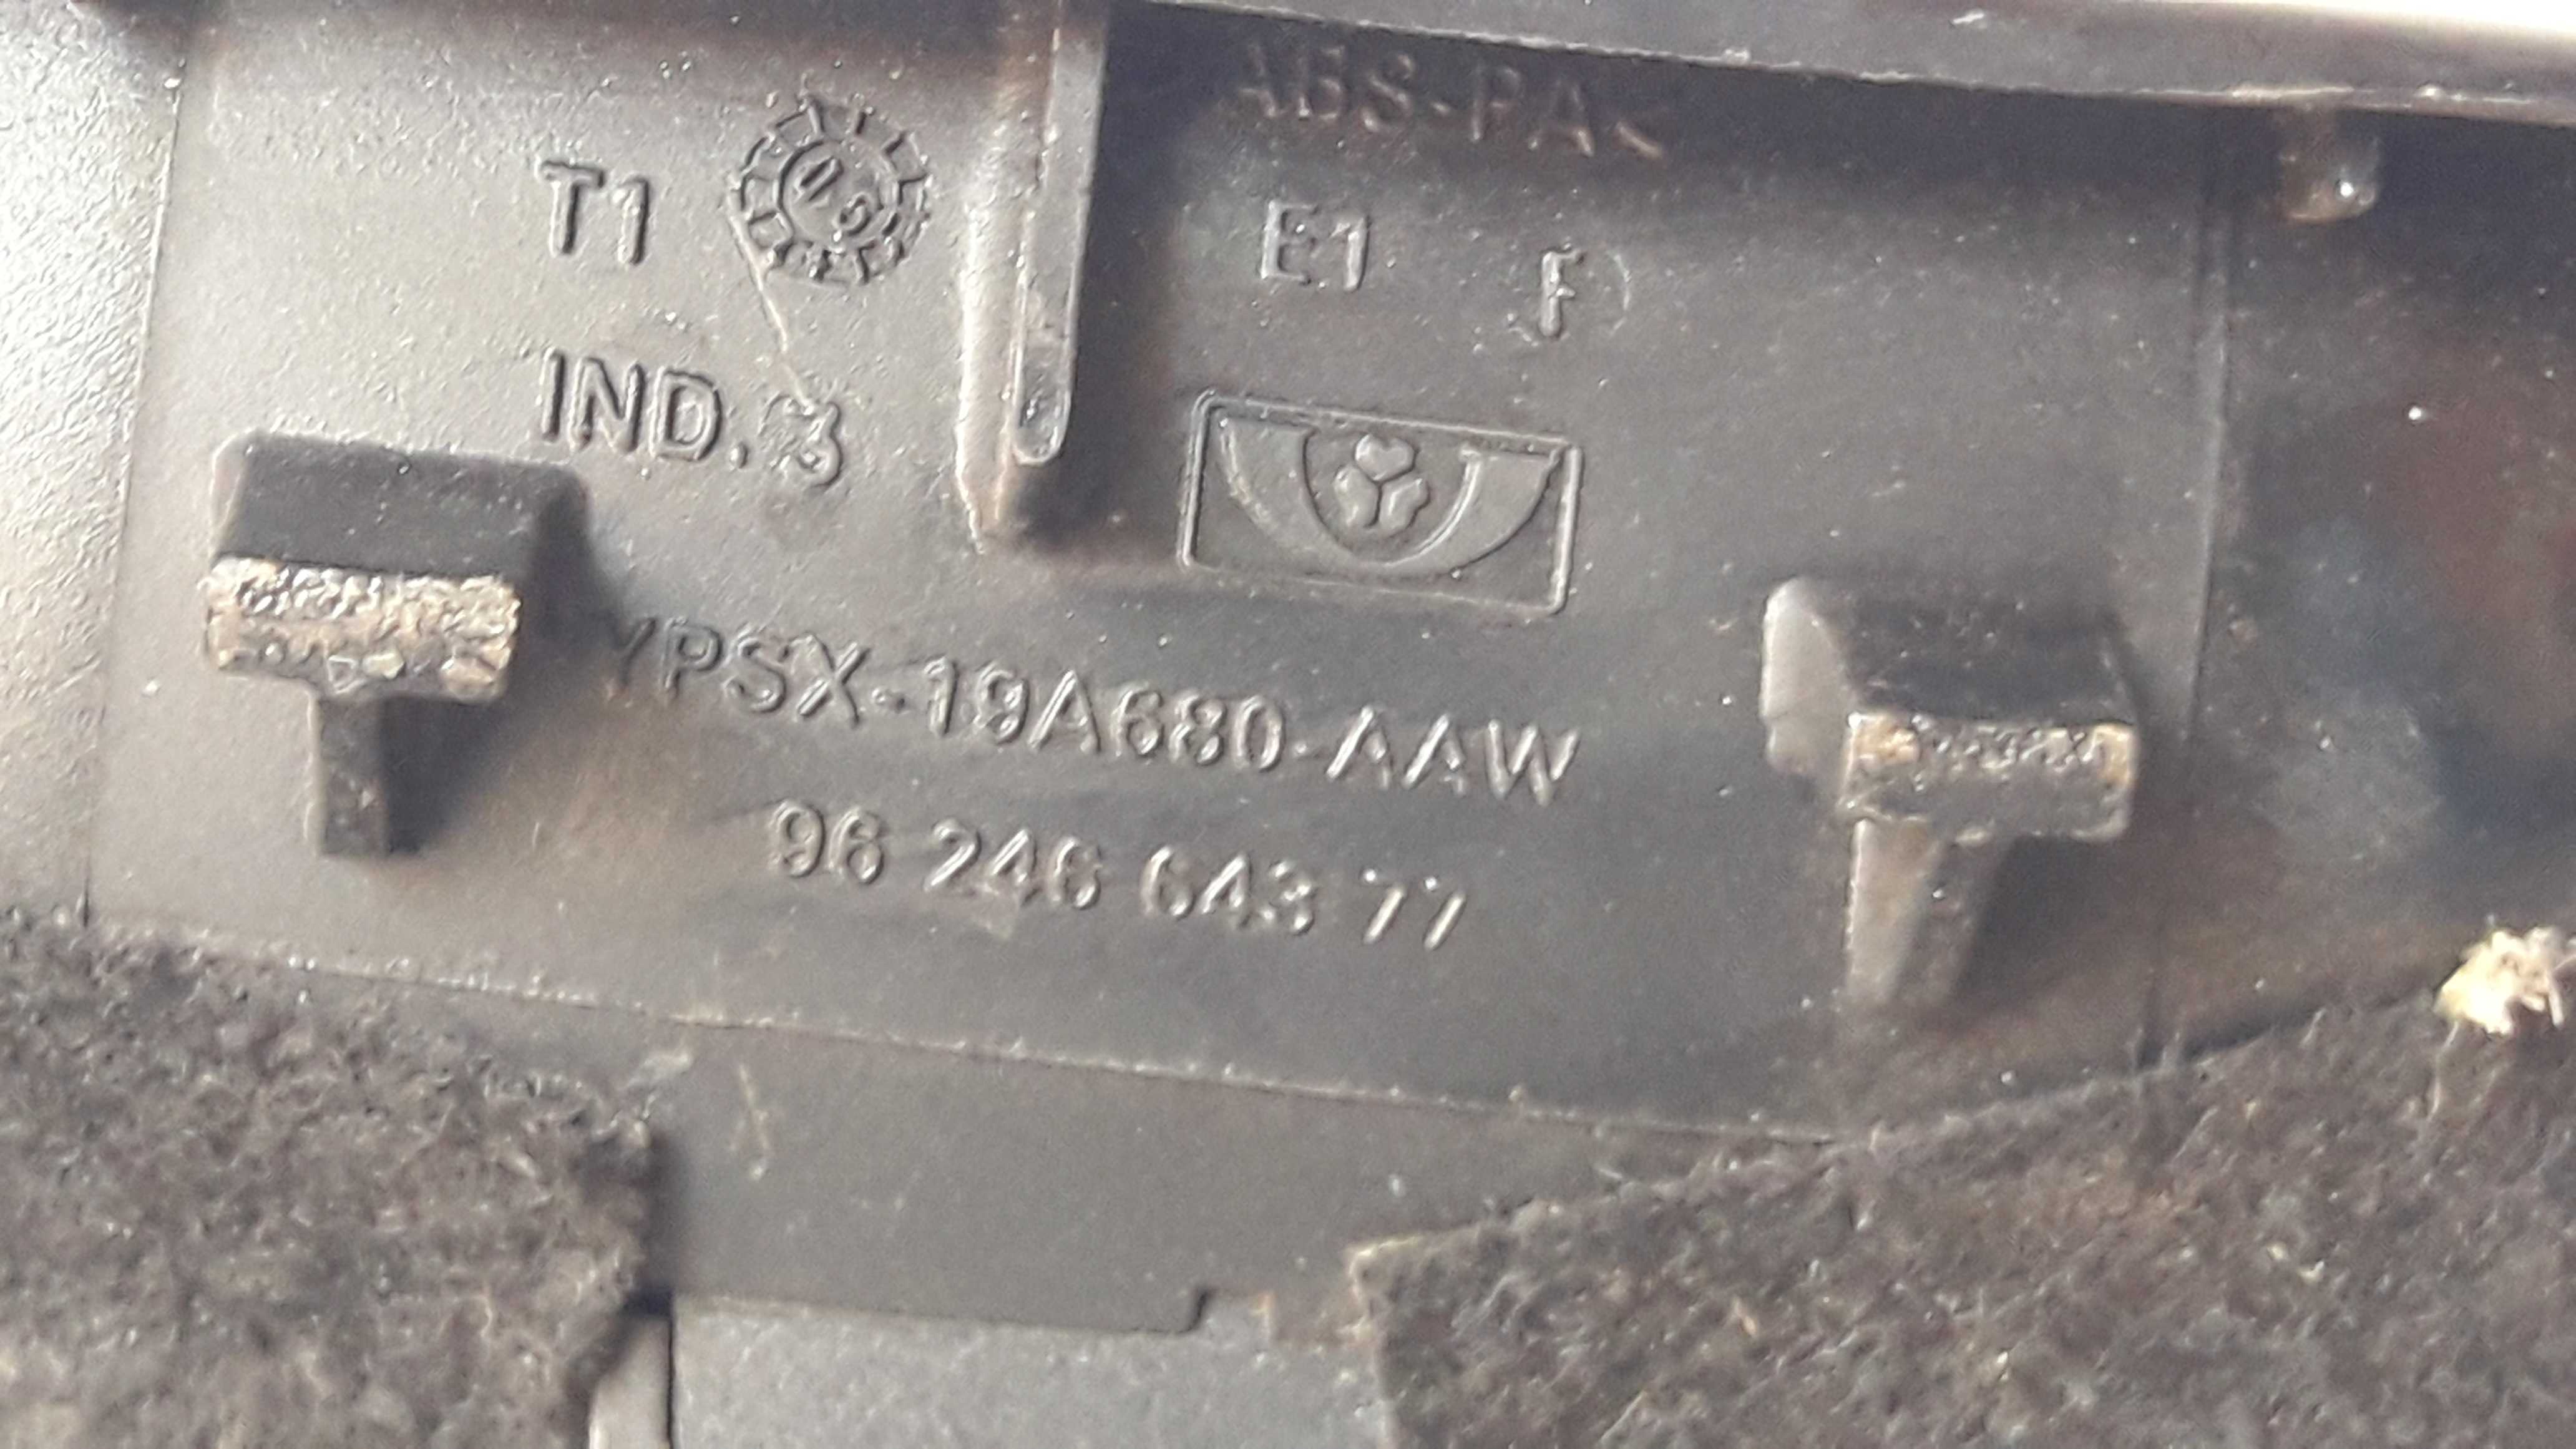 ABS-PA<
T1
E1 F
IND. 3
YPSX-19A680-AAW
96 246 643 77